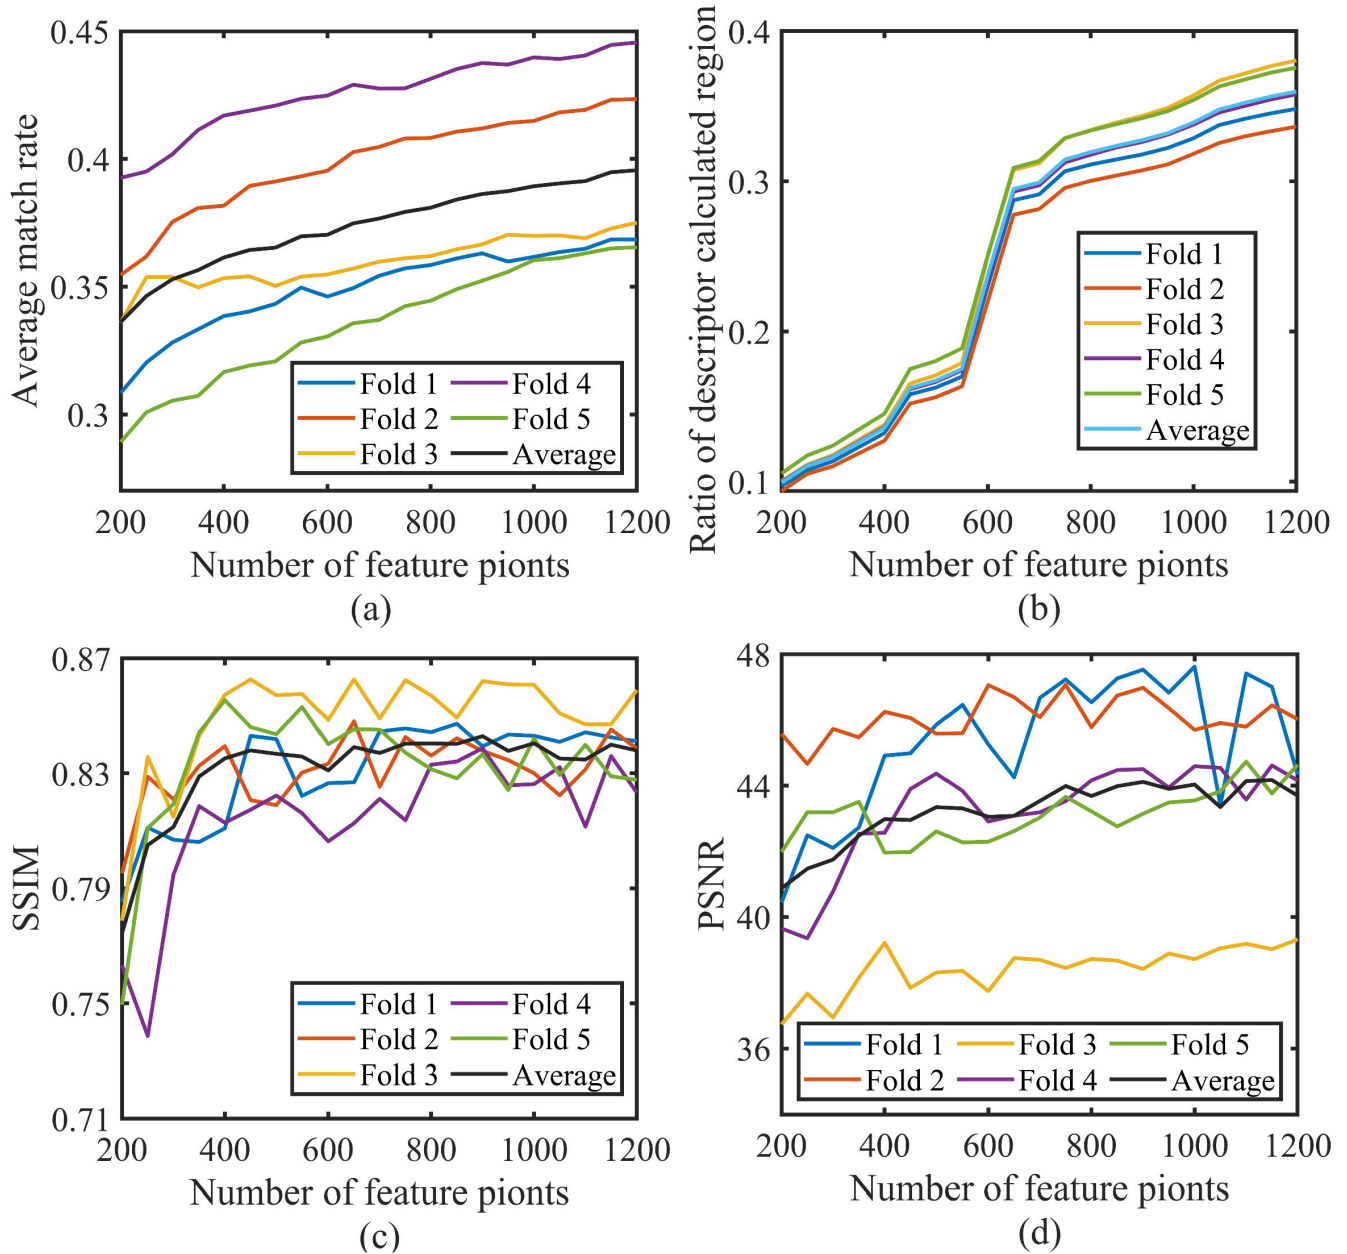 Average match rate
0.45
0.4
0.35
0.3
200 400 600 800 1000 1200
Fold 1 Fold 4
Fold 2 Fold 5
Fold 3 Average
Number of feature pionts
(a)
Ratio of descriptor calculated region
0.4
0.3
0.2
0.1
200 400 600 800 1000 1200
Fold 1
Fold 2
Fold 3
Fold 4
Fold 5
Average
Number of feature pionts
(b)
SSIM
0.87
0.83
0.79
0.75
0.71
200 400 600 800 1000 1200
Fold 1 Fold 4
Fold 2 Fold 5
Fold 3 Average
Number of feature pionts
(c)
PSNR
48
44
40
36
200 400 600 800 1000 1200
Fold 1 Fold 3 Fold 5
Fold 2 Fold 4 Average
Number of feature pionts
(d)